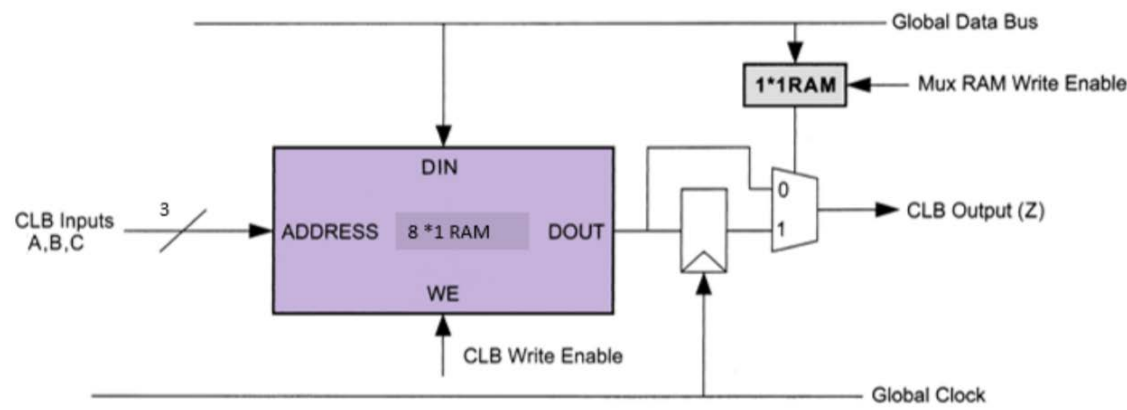 Global Data Bus
1*1RAM
Mux RAM Write Enable
DIN
3
CLB Inputs
A,B,C
ADDRESS
8 *1 RAM
DOUT
0
1
CLB Output (Z)
WE
CLB Write Enable
Global Clock